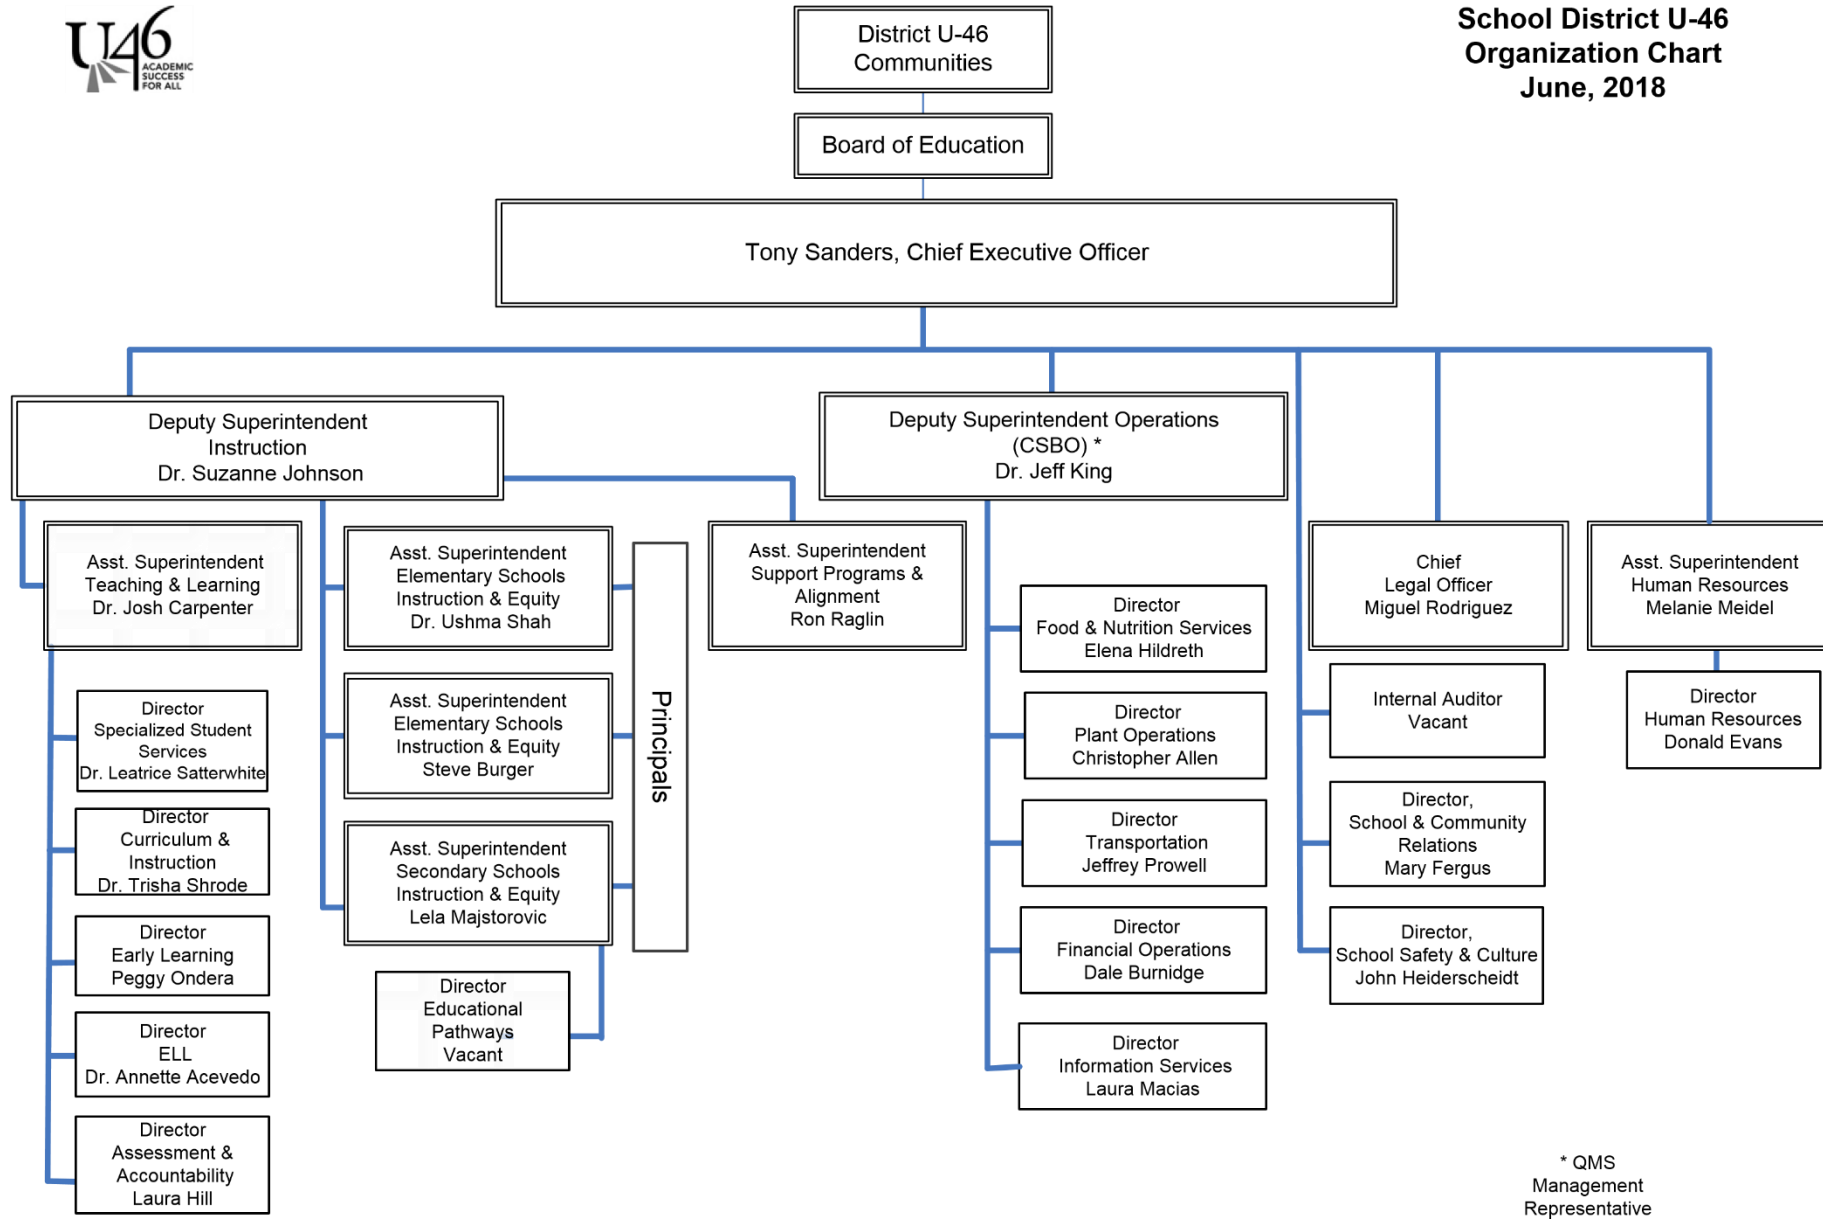 U46
ACADEMIC
SUCCESS
FOR ALL
School District U-46
Organization Chart
June, 2018
District U-46
Communities
Board of Education
Tony Sanders, Chief Executive Officer
Deputy Superintendent
Instruction
Dr. Suzanne Johnson
Deputy Superintendent Operations
(CSBO) *
Dr. Jeff King
Asst. Superintendent
Teaching & Learning
Dr. Josh Carpenter
Director
Specialized Student
Services
Dr. Leatrice Satterwhite
Director
Curriculum &
Instruction
Dr. Trisha Shrode
Director
Early Learning
Peggy Ondera
Director
ELL
Dr. Annette Acevedo
Director
Assessment &
Accountability
Laura Hill
Asst. Superintendent
Elementary Schools
Instruction & Equity
Dr. Ushma Shah
Asst. Superintendent
Elementary Schools
Instruction & Equity
Steve Burger
Asst. Superintendent
Secondary Schools
Instruction & Equity
Lela Majstorovic
Director
Educational
Pathways
Vacant
Principals
Asst. Superintendent
Support Programs &
Alignment
Ron Raglin
Director
Food & Nutrition Services
Elena Hildreth
Director
Plant Operations
Christopher Allen
Director
Transportation
Jeffrey Prowell
Director
Financial Operations
Dale Burnidge
Director
Information Services
Laura Macias
Chief
Legal Officer
Miguel Rodriguez
Internal Auditor
Vacant
Director,
School & Community
Relations
Mary Fergus
Director,
School Safety & Culture
John Heiderscheidt
Asst. Superintendent
Human Resources
Melanie Meidel
Director
Human Resources
Donald Evans
* QMS
Management
Representative